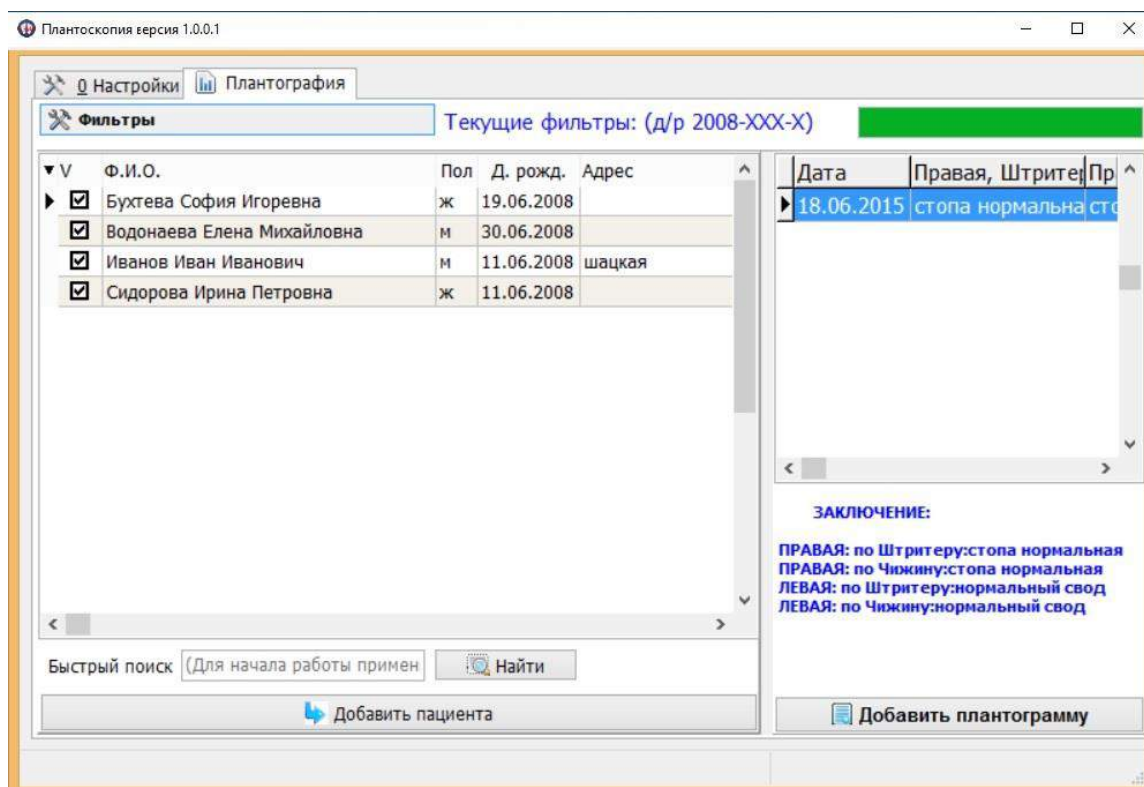 Плантоскопия версия 1.0.0.1
0 Настройки Плантография
Фильтры Текущие фильтры: (д/р 2008-XXX-X)
V Ф.И.О. Пол Д. рожд. Адрес
Бухтева София Игоревна ж 19.06.2008
Водонаева Елена Михайловна м 30.06.2008
Иванов Иван Иванович м 11.06.2008 шацкая
Сидорова Ирина Петровна ж 11.06.2008
Быстрый поиск (Для начала работы примен Найти
Добавить пациента
Дата Правая, Штритер Пр
18.06.2015 стопа нормальна сто
ЗАКЛЮЧЕНИЕ:
ПРАВАЯ: по Штритеру:стопа нормальная
ПРАВАЯ: по Чижину:стопа нормальная
ЛЕВАЯ: по Штритеру:нормальный свод
ЛЕВАЯ: по Чижину:нормальный свод
Добавить плантограмму